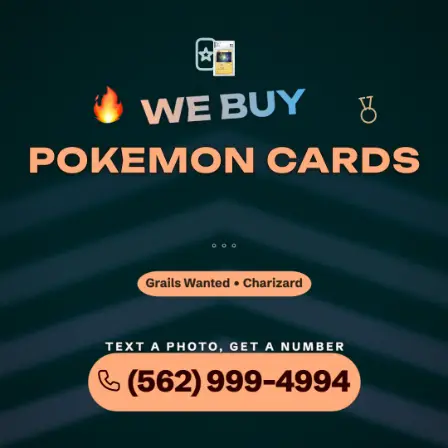 WE BUY
POKEMON CARDS
Grails Wanted • Charizard
TEXT A PHOTO, GET A NUMBER
(562) 999-4994